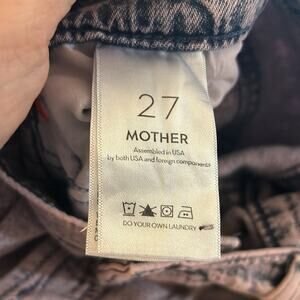 27
MOTHER
Assembled in USA
by both USA and foreign components
DO YOUR OWN LAUNDRY